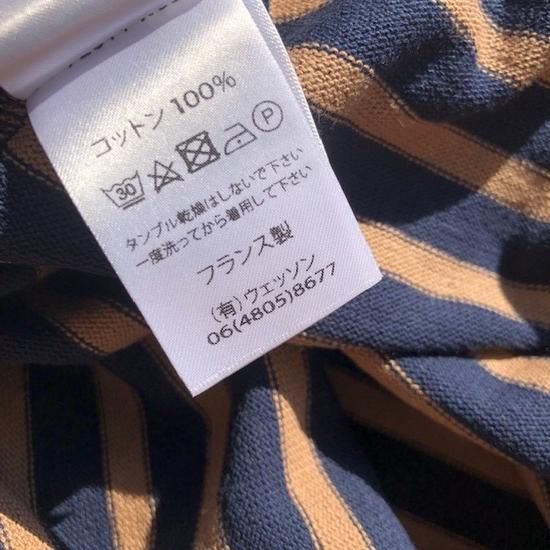 コットン 100%
30 P
タンブル乾燥はしないで下さい
一度洗ってから着用して下さい
フランス製
(有)ウェッソン
06(4805)8677